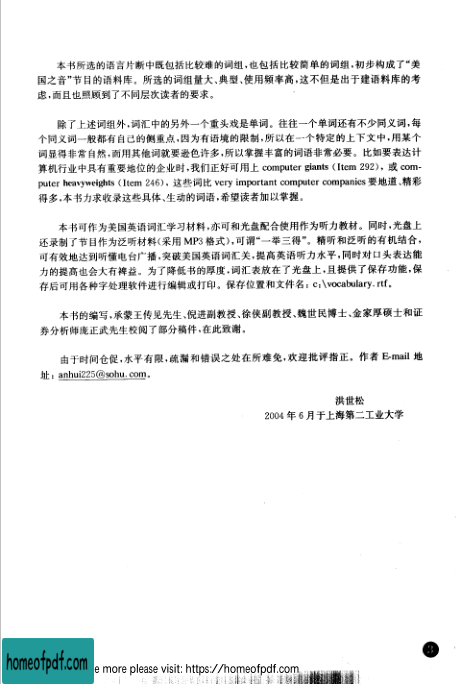 本书所选的语言片断中既包括比较难的词组,也包括比较简单的词组,初步构成了“美
国之音”节目的语料库。所选的词组量大、典型、使用频率高,这不但是出于建语料库的考
虑,而且也照顾到了不同层次读者的要求。
除了上述词组外,词汇中的另外一个重头戏是单词。往往一个单词还有不少同义词,每
个同义词一般都有自己的侧重点,因为有语境的限制,所以在一个特定的上下文中,用某个
词显得非常自然,而用其他词就要逊色许多,所以掌握丰富的词语非常必要。比如要表达计
算机行业中具有重要地位的企业时,我们正好可用上 computer giants (Item 292), 或 com-
puter heavyweights (Item 246), 这些词比 very important computer companies 要地道、精彩
得多,本书力求收录这些具体、生动的词语,希望读者加以掌握。
本书可作为美国英语词汇学习材料,亦可和光盘配合使用作为听力教材。同时,光盘上
还录制了节目作为泛听材料(采用 MP3 格式),可谓“一举三得”。精听和泛听的有机结合,
可有效地达到听懂电台广播,突破美国英语词汇关,提高英语听力水平,同时对口头表达能
力的提高也会大有裨益。为了降低书的厚度,词汇表放在了光盘上,且提供了保存功能,保
存后可用各种字处理软件进行编辑或打印。保存位置和文件名: c:\vocabulary.rtf。
本书的编写,承蒙王传见先生、倪进副教授、徐侠副教授、魏世民博士、金家厚硕士和证
券分析师庞正武先生校阅了部分稿件,在此致谢。
由于时间仓促,水平有限,疏漏和错误之处在所难免,欢迎批评指正。作者 E-mail 地
址: anhui225@sohu.com。
洪世松
2004 年 6 月于上海第二工业大学
3
homeofpdf.com
e more please visit: https://homeofpdf.com